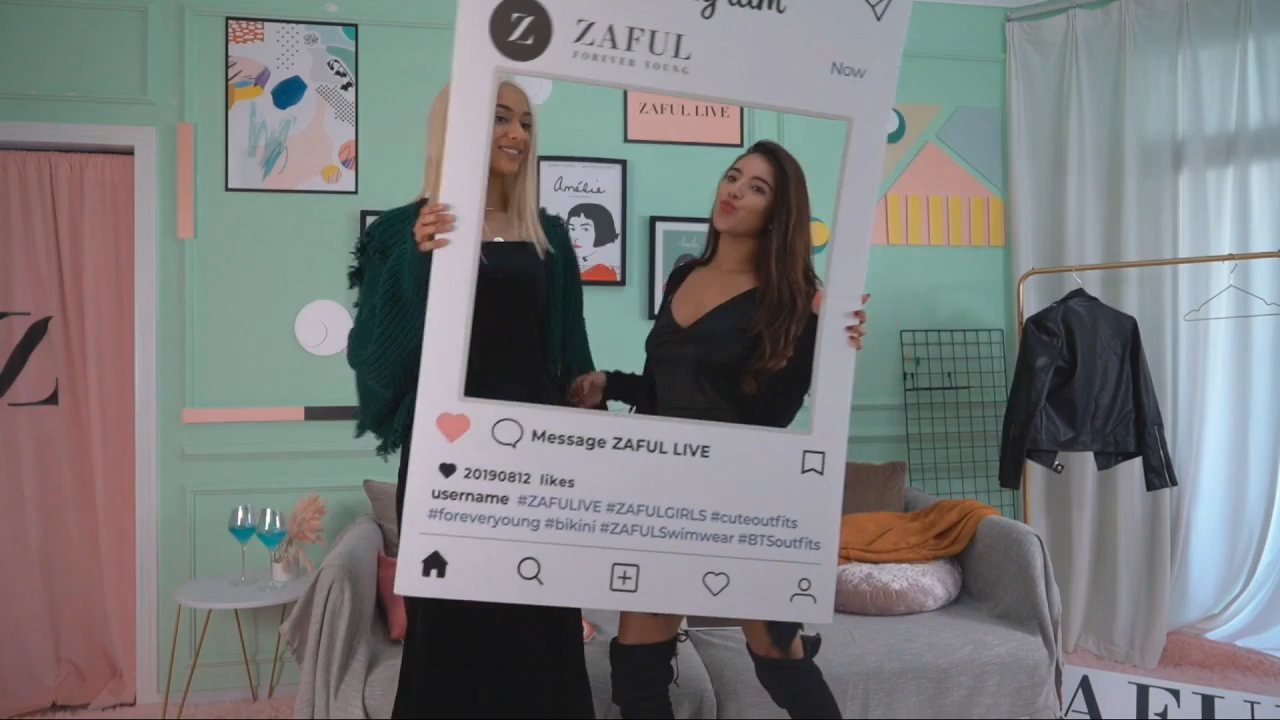 Z ZAFUL
FOREVER YOUNG
Now
ZAFUL LIVE
Amélie
Z
Message ZAFUL LIVE
20190812 likes
username #ZAFULIVE #ZAFULGIRLS #cuteoutfits
#foreveryoung #bikini #ZAFULSwimwear #BTSoutfits